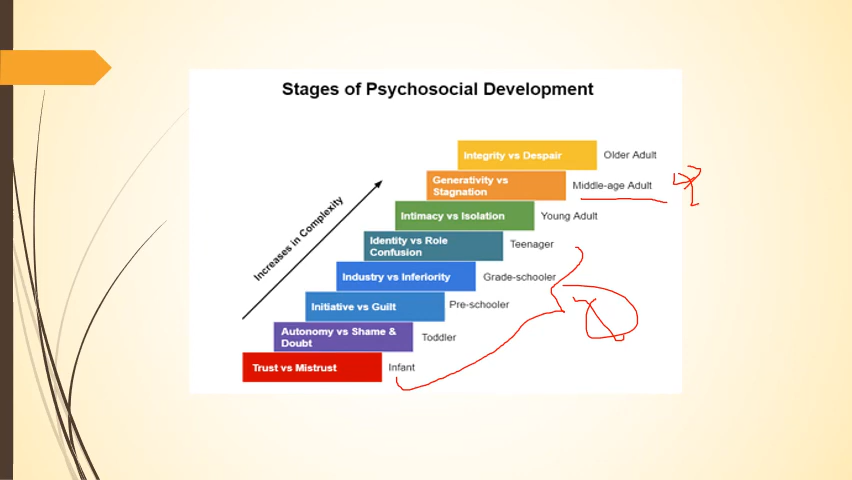 Stages of Psychosocial Development
Integrity vs Despair Older Adult
Generativity vs
Stagnation
Middle-age Adult
Intimacy vs Isolation Young Adult
Identity vs Role
Confusion
Teenager
Industry vs Inferiority Grade-schooler
Initiative vs Guilt Pre-schooler
Autonomy vs Shame &
Doubt
Toddler
Trust vs Mistrust Infant
Increases in Complexity